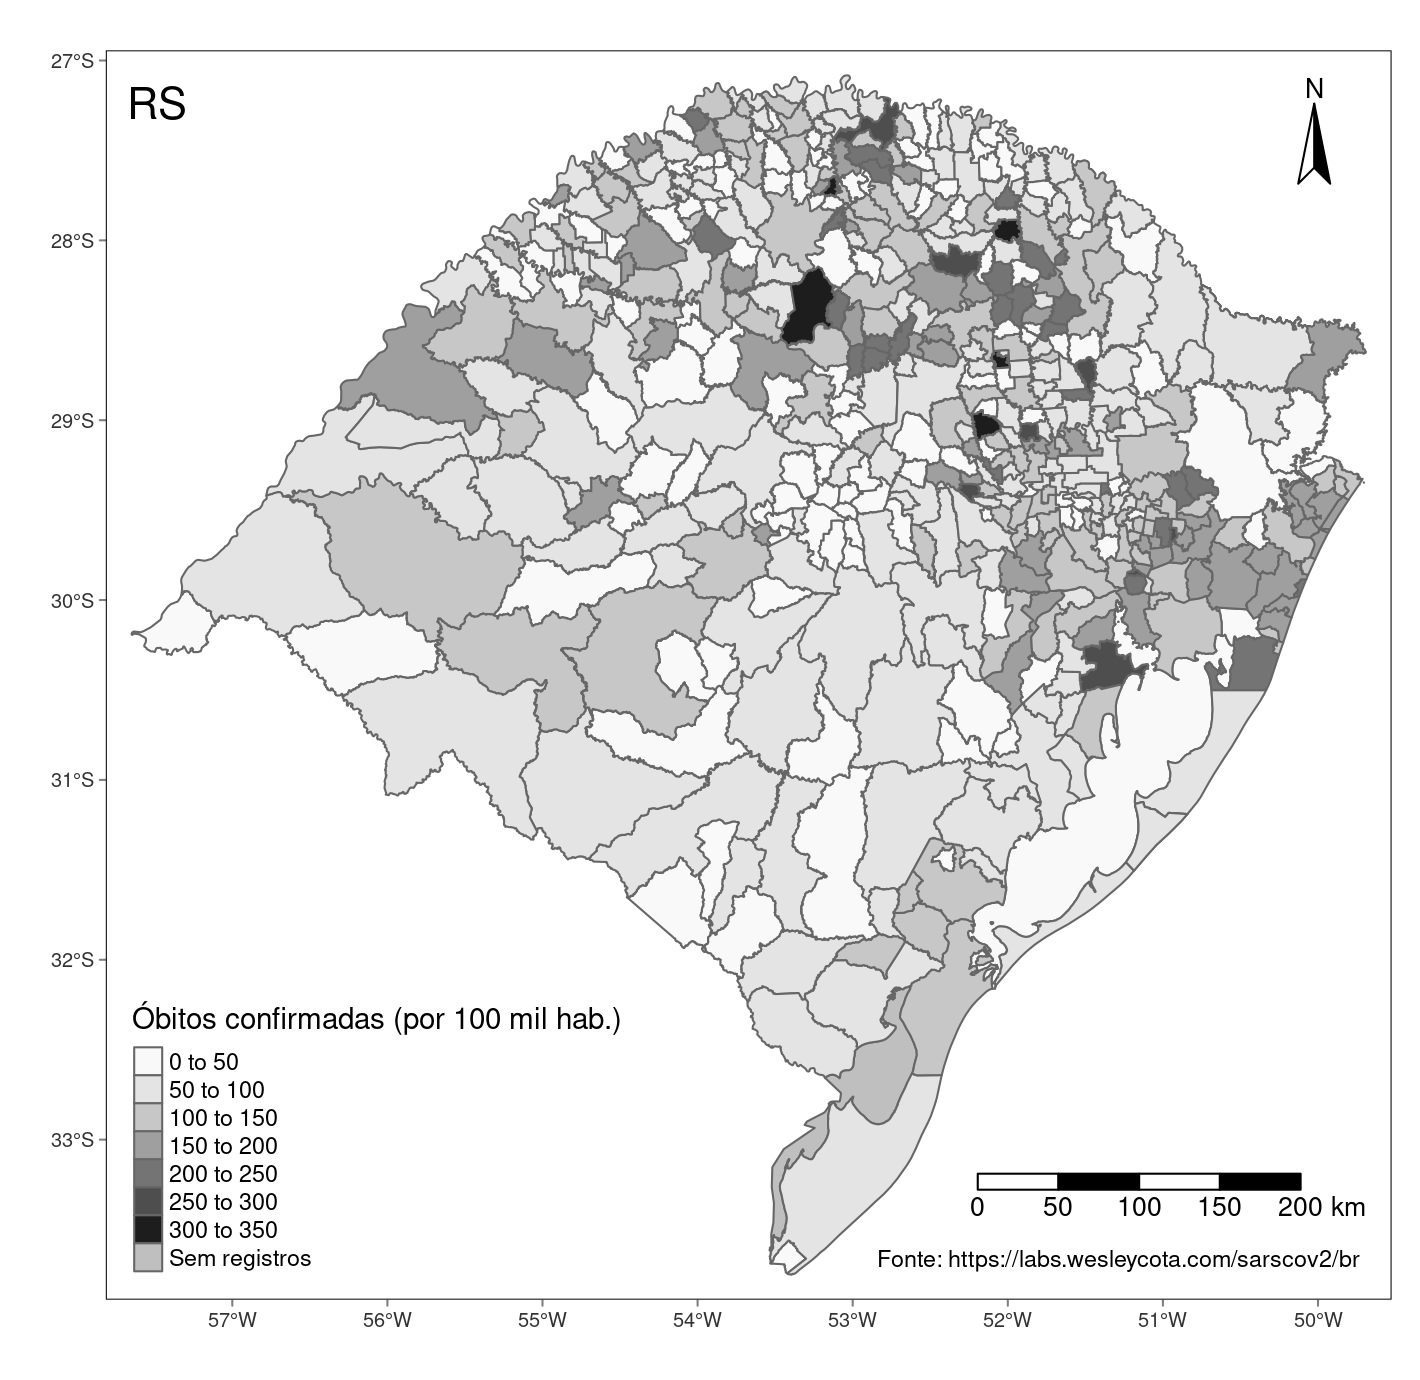 27°S
28°S
29°S
30°S
31°S
32°S
33°S
RS
N
Óbitos confirmadas (por 100 mil hab.)
0 to 50
50 to 100
100 to 150
150 to 200
200 to 250
250 to 300
300 to 350
Sem registros
0 50 100 150 200 km
Fonte: https://labs.wesleycota.com/sarscov2/br
57°W 56°W 55°W 54°W 53°W 52°W 51°W 50°W